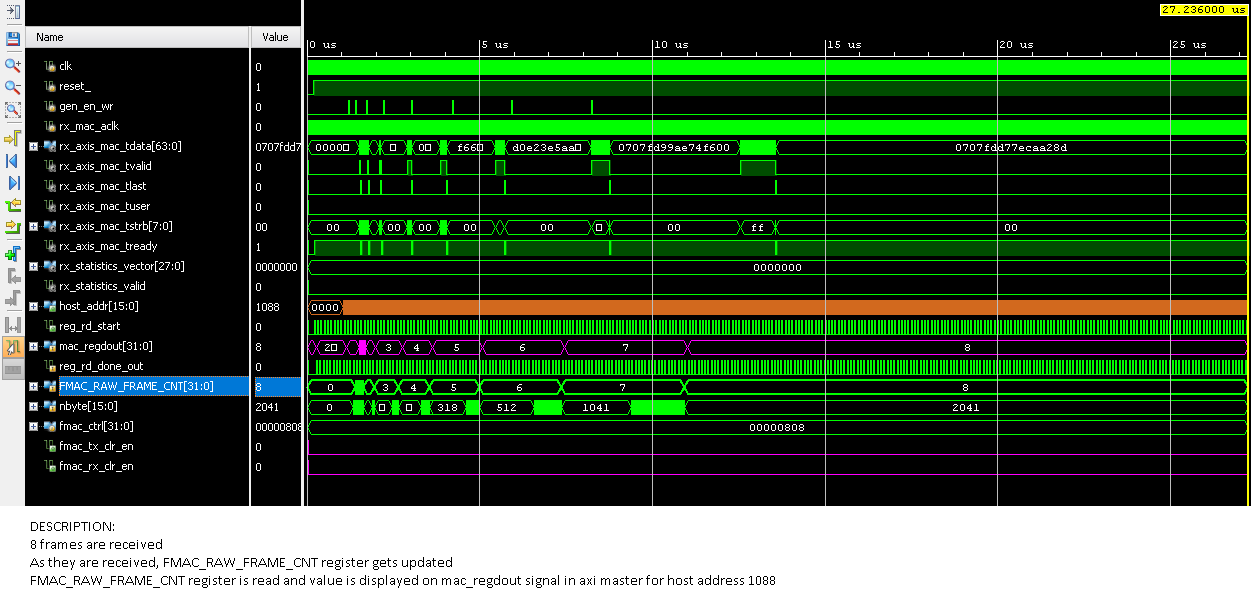 27.236000 us
Name Value
0 us 5 us 10 us 15 us 20 us 25 us
clk 0
reset_ 1
gen_en_wr 0
rx_mac_aclk 0
rx_axis_mac_tdata[63:0] 0707fdd7 0000 0 f66 d0e23e5aa 0707fd99ae74f600 0707fdd77ecaa28d
rx_axis_mac_tvalid 0
rx_axis_mac_tlast 0
rx_axis_mac_tuser 0
rx_axis_mac_tstrb[7:0] 00 00 00 00 00 00 00 ff 00
rx_axis_mac_tready 1
rx_statistics_vector[27:0] 0000000 0000000
rx_statistics_valid 0
host_addr[15:0] 1088 0000
reg_rd_start 0
mac_regdout[31:0] 8 2 3 4 5 6 7 8
reg_rd_done_out 0
FMAC_RAW_FRAME_CNT[31:0] 8 0 3 4 5 6 7 8
nbyte[15:0] 2041 0 318 512 1041 2041
fmac_ctrl[31:0] 00000808 00000808
fmac_tx_clr_en 0
fmac_rx_clr_en 0
DESCRIPTION:
8 frames are received
As they are received, FMAC_RAW_FRAME_CNT register gets updated
FMAC_RAW_FRAME_CNT register is read and value is displayed on mac_regdout signal in axi master for host address 1088